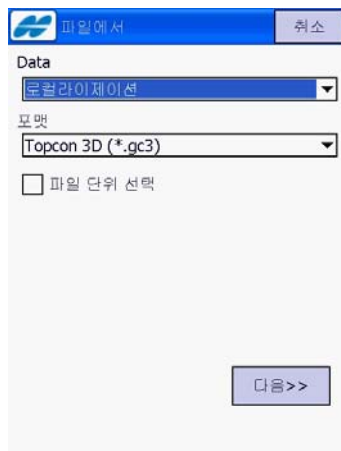 파일에서
취소
Data
로컬라이제이션
포맷
Topcon 3D (*.gc3)
파일 단위 선택
다음>>